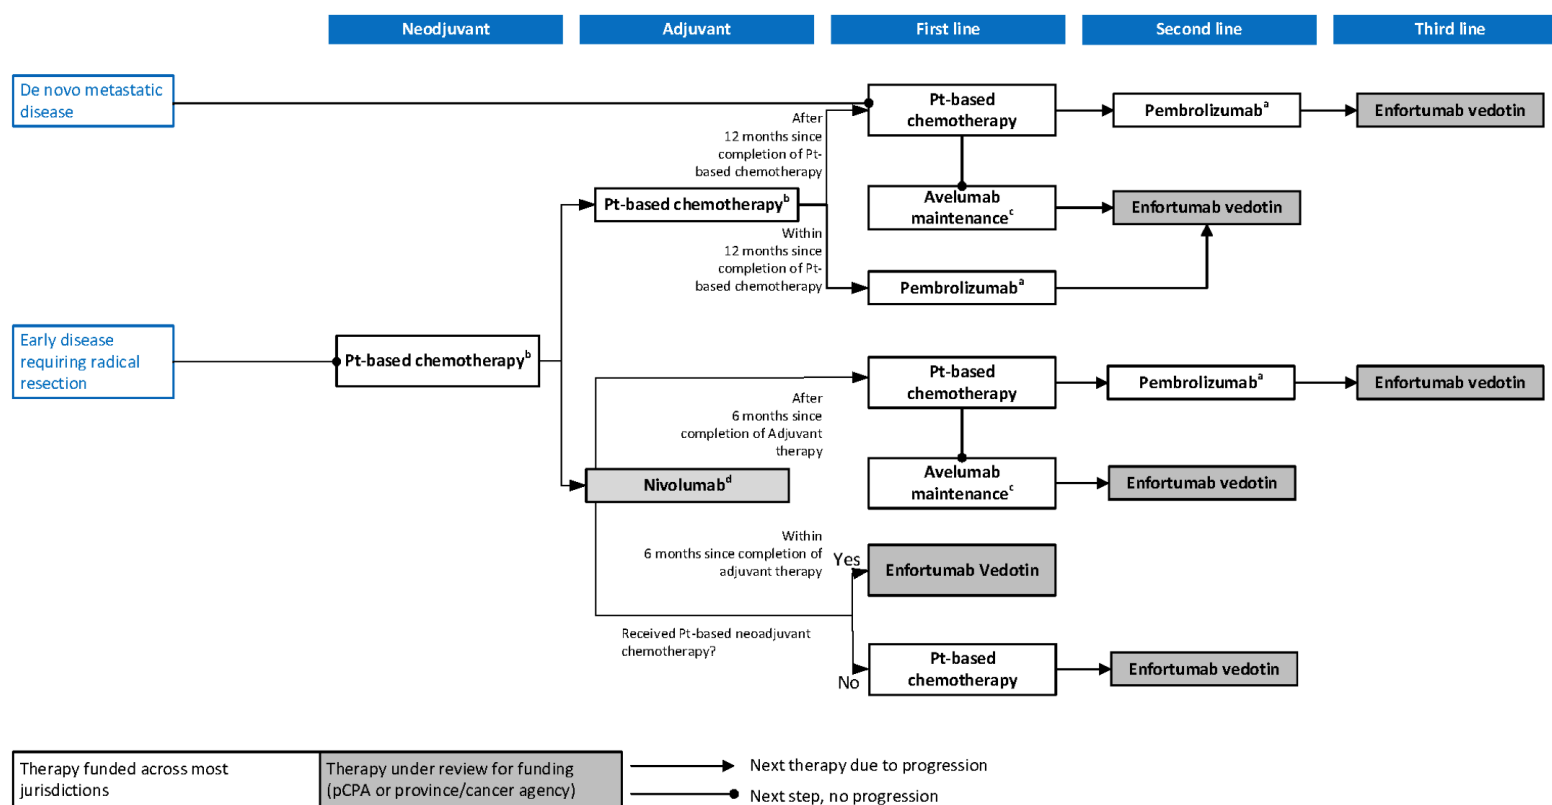 Neodjuvant
Adjuvant
First line
Second line
Third line
De novo metastatic
disease
Pt-based
chemotherapy
Pembrolizumabᵃ
Enfortumab vedotin
After
12 months since
completion of Pt-
based chemotherapy
Pt-based chemotherapyᵇ
Avelumab
maintenanceᶜ
Enfortumab vedotin
Within
12 months since
completion of Pt-
based chemotherapy
Pembrolizumabᵃ
Early disease
requiring radical
resection
Pt-based chemotherapyᵇ
Pt-based
chemotherapy
Pembrolizumabᵃ
Enfortumab vedotin
After
6 months since
completion of Adjuvant
therapy
Nivolumabᵈ
Avelumab
maintenanceᶜ
Enfortumab vedotin
Within
6 months since completion of
adjuvant therapy
Yes
Enfortumab Vedotin
Received Pt-based neoadjuvant
chemotherapy?
No
Pt-based
chemotherapy
Enfortumab vedotin
Therapy funded across most
jurisdictions
Therapy under review for funding
(pCPA or province/cancer agency)
Next therapy due to progression
Next step, no progression